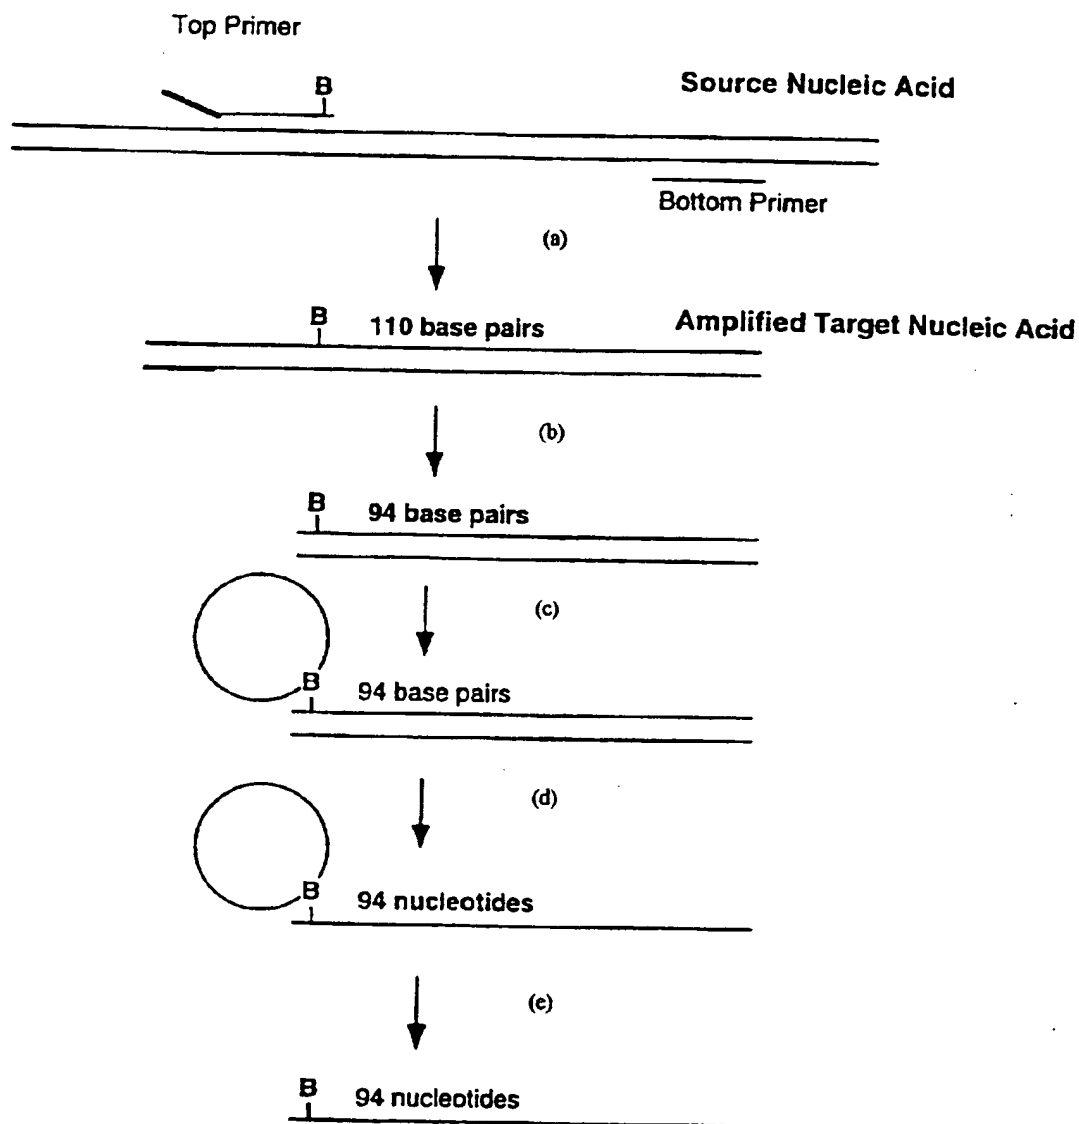 Top Primer
B
Source Nucleic Acid
Bottom Primer
(a)
B
110 base pairs
Amplified Target Nucleic Acid
(b)
B
94 base pairs
(c)
B
94 base pairs
(d)
B
94 nucleotides
(e)
B
94 nucleotides